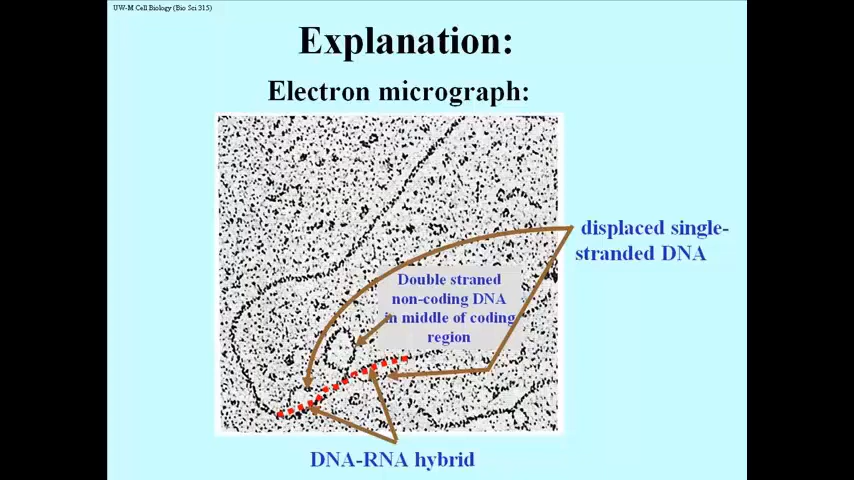 UW-M Cell Biology (Bio Sci 315)
Explanation:
Electron micrograph:
displaced single-
stranded DNA
Double straned
non-coding DNA
in middle of coding
region
DNA-RNA hybrid